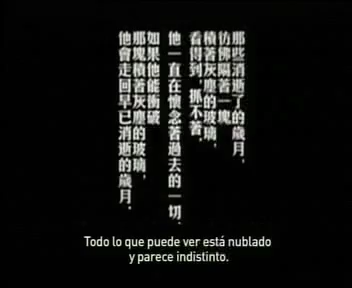 那些消逝了的歲月，
彷彿隔著一塊
積著灰塵的玻璃，
看得到，抓不著。
他一直在懷念著過去的一切。
如果他能衝破
那塊積著灰塵的玻璃，
他會走回早已消逝的歲月。
Todo lo que puede ver está nublado
y parece indistinto.